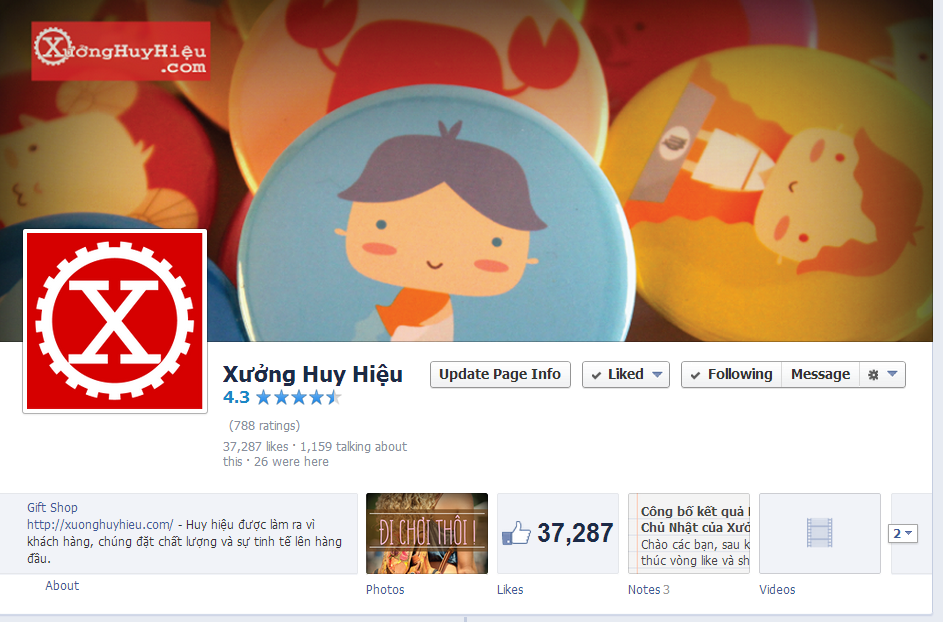 XưởngHuyHiệu
.com
X
Xưởng Huy Hiệu
Update Page Info
Liked
Following
Message
4.3
(788 ratings)
37,287 likes · 1,159 talking about
this · 26 were here
Gift Shop
http://xuonghuyhieu.com/ - Huy hiệu được làm ra vì
khách hàng, chúng đặt chất lượng và sự tinh tế lên hàng
đầu.
About
ĐI CHƠI THÔI !
Photos
37,287
Likes
Công bố kết quả
Chủ Nhật của Xưở
Chào các bạn, sau k
thúc vòng like và sh
Notes 3
Videos
2